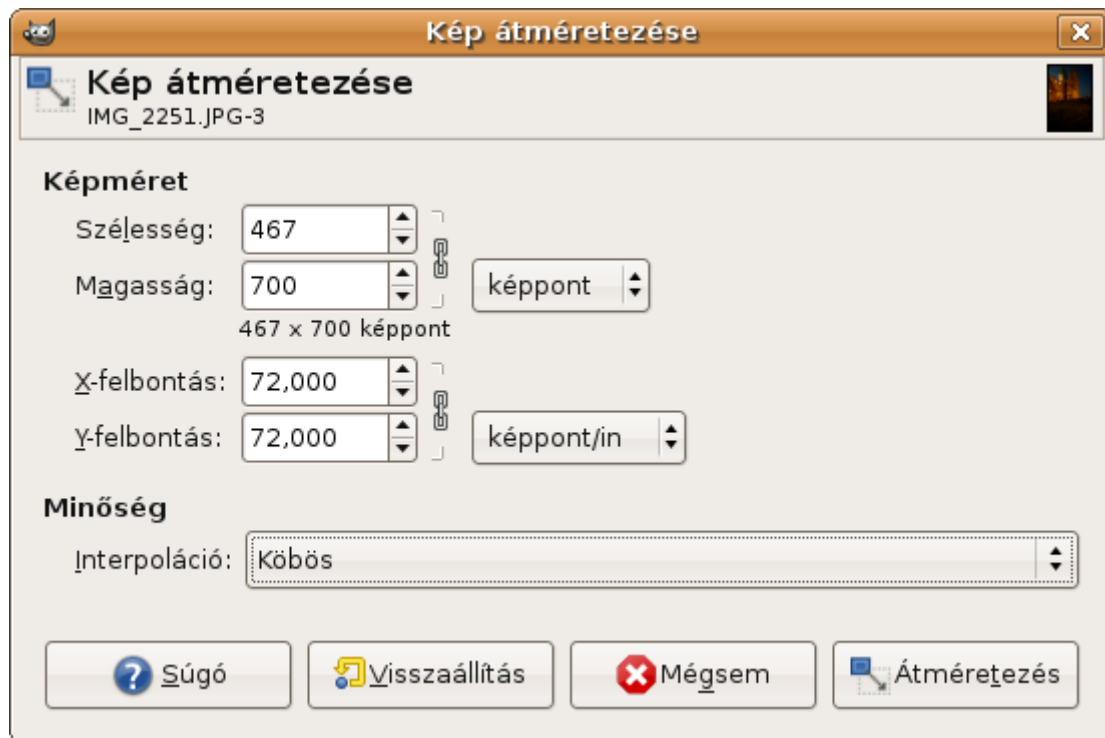 Kép átméretezése
Kép átméretezése
IMG_2251.JPG-3
Képméret
Szélesség: 467
Magasság: 700 képpont
467 x 700 képpont
X-felbontás: 72,000
Y-felbontás: 72,000 képpont/in
Minőség
Interpoláció: Köbös
Súgó Visszaállítás Mégsem Átméretezés